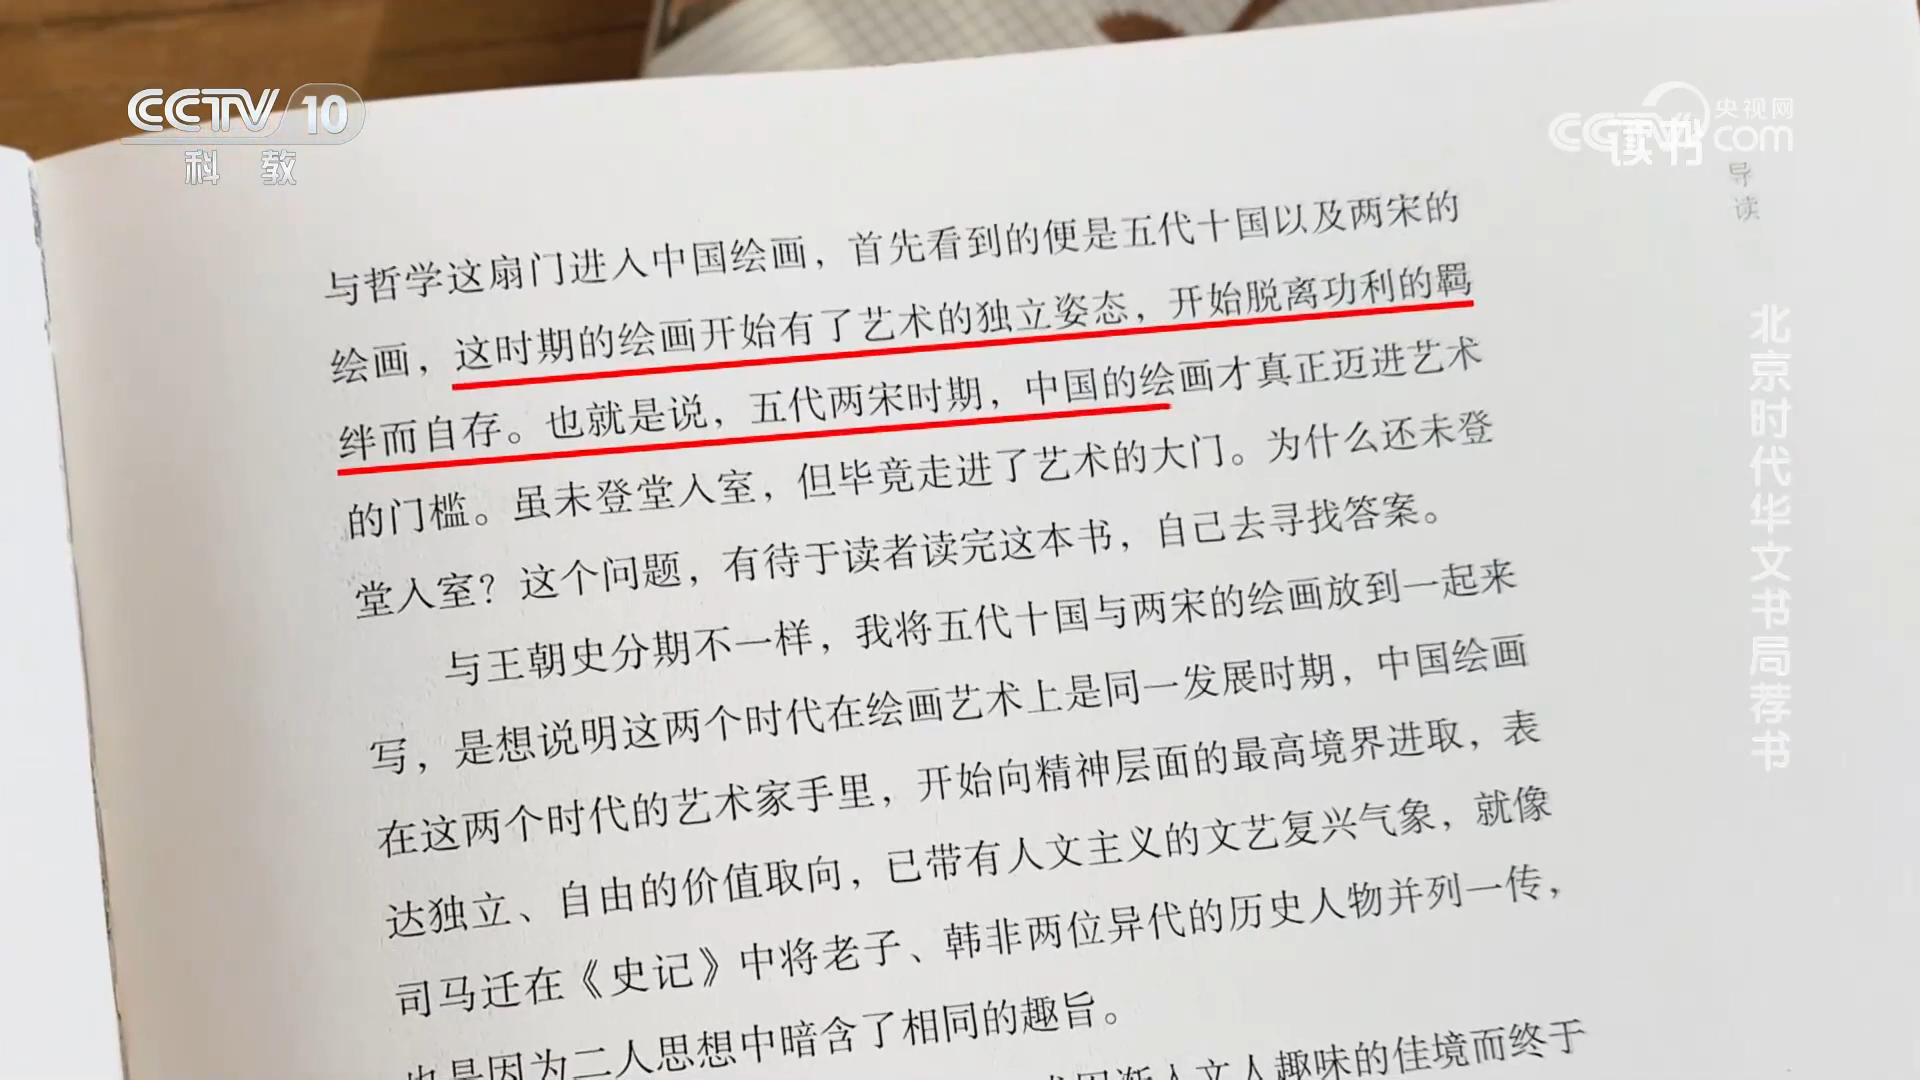 CCTV 10
科教
央视网
CCTV.com
读书
导读
北京时代华文书局荐书
与哲学这扇门进入中国绘画，首先看到的便是五代十国以及两宋的
绘画，这时期的绘画开始有了艺术的独立姿态，开始脱离功利的羁
绊而自存。也就是说，五代两宋时期，中国的绘画才真正迈进艺术
的门槛。虽未登堂入室，但毕竟走进了艺术的大门。为什么还未登
堂入室？这个问题，有待于读者读完这本书，自己去寻找答案。
与王朝史分期不一样，我将五代十国与两宋的绘画放到一起来
写，是想说明这两个时代在绘画艺术上是同一发展时期，中国绘画
在这两个时代的艺术家手里，开始向精神层面的最高境界进取，表
达独立、自由的价值取向，已带有人文主义的文艺复兴气象，就像
司马迁在《史记》中将老子、韩非两位异代的历史人物并列一传，
也是因为二人思想中暗含了相同的趣旨。
渐入文人趣味的佳境而终于